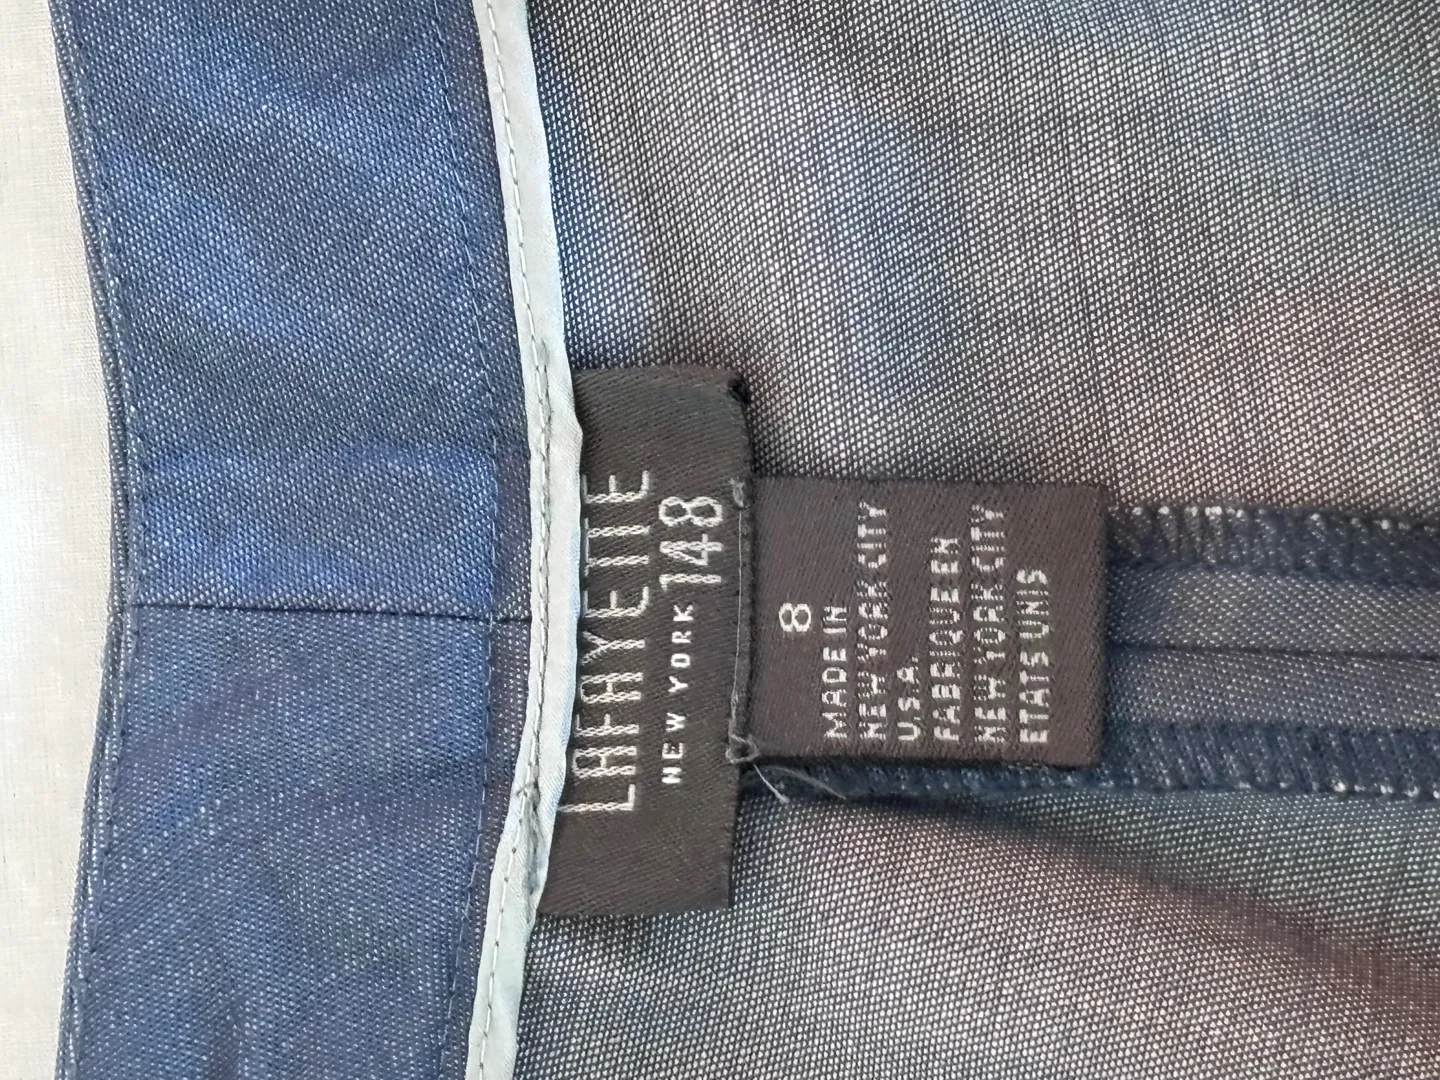 LAFAYETTE
NEW YORK 148
8
MADE IN
NEW YORK CITY
U.S.A.
FABRIQUE EN
NEW YORK CITY
ETATS UNIS